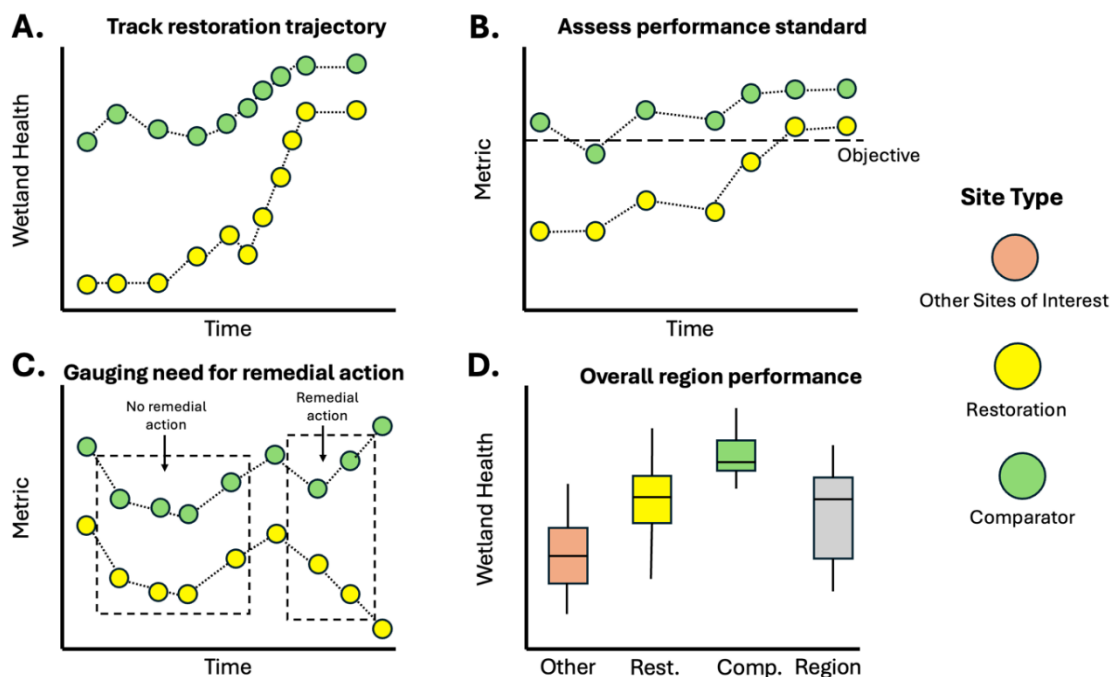 A.
Track restoration trajectory
Wetland Health
Time
B.
Assess performance standard
Metric
Objective
Time
C.
Gauging need for remedial action
No remedial
action
Remedial
action
Metric
Time
D.
Overall region performance
Wetland Health
Other
Rest.
Comp.
Region
Site Type
Other Sites of Interest
Restoration
Comparator